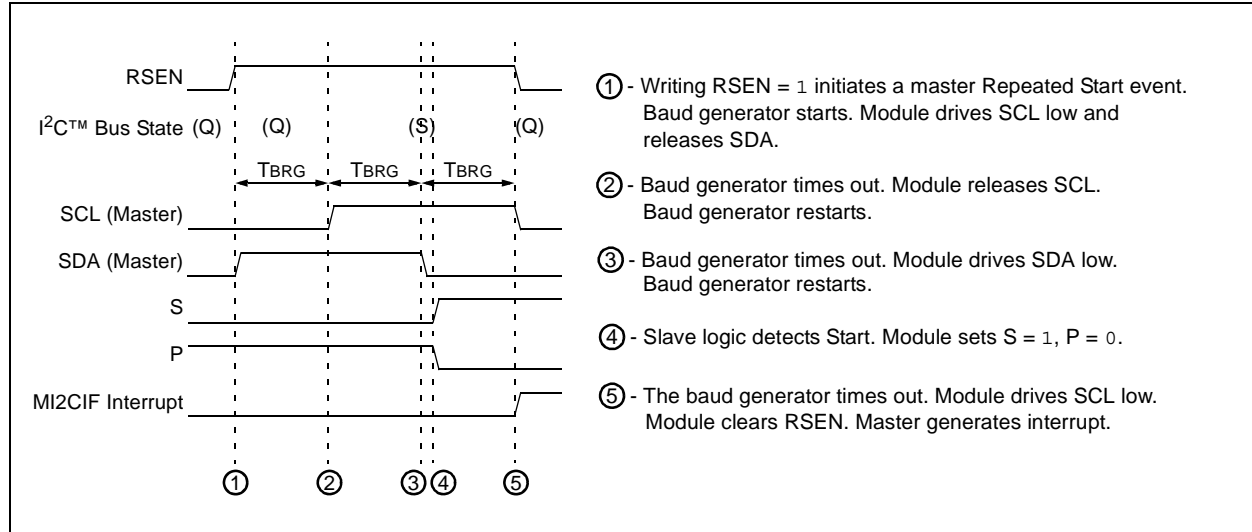 RSEN
I2C™ Bus State (Q) (Q) (S) (Q)
TBRG TBRG TBRG
SCL (Master)
SDA (Master)
S
P
MI2CIF Interrupt
1 2 3 4 5
1 - Writing RSEN = 1 initiates a master Repeated Start event.
Baud generator starts. Module drives SCL low and
releases SDA.
2 - Baud generator times out. Module releases SCL.
Baud generator restarts.
3 - Baud generator times out. Module drives SDA low.
Baud generator restarts.
4 - Slave logic detects Start. Module sets S = 1, P = 0.
5 - The baud generator times out. Module drives SCL low.
Module clears RSEN. Master generates interrupt.